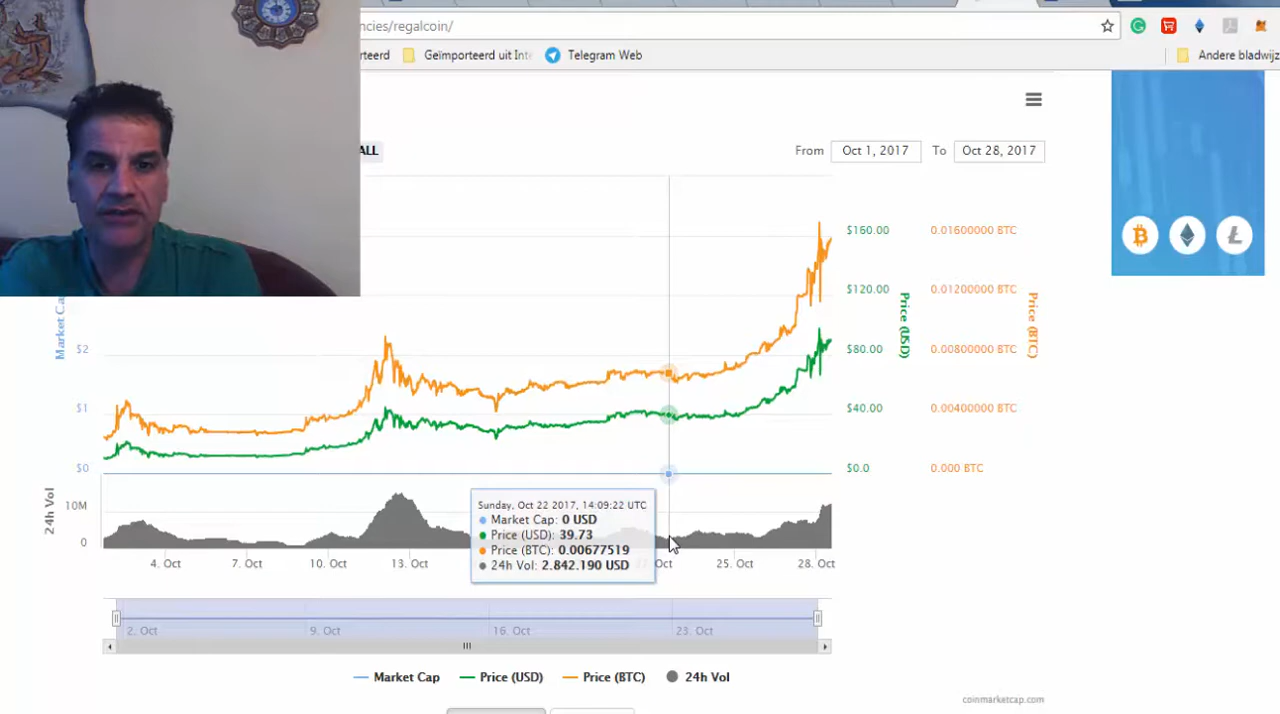 ncies/regalcoin/
rteerd Geïmporteerd uit Int Telegram Web Andere bladwijz
ALL From Oct 1, 2017 To Oct 28, 2017
$160.00 0.01600000 BTC
$120.00 0.01200000 BTC
Market Ca Price (USD) Price (BTC)
$2 $80.00 0.00800000 BTC
$1 $40.00 0.00400000 BTC
$0 $0.0 0.000 BTC
24h Vol
10M
0
Sunday, Oct 22 2017, 14:09:22 UTC
Market Cap: 0 USD
Price (USD): 39.73
Price (BTC): 0.00677519
24h Vol: 2.842.190 USD
4. Oct 7. Oct 10. Oct 13. Oct Oct 25. Oct 28. Oct
2. Oct 9. Oct 16. Oct 23. Oct
Market Cap Price (USD) Price (BTC) 24h Vol
coinmarketcap.com